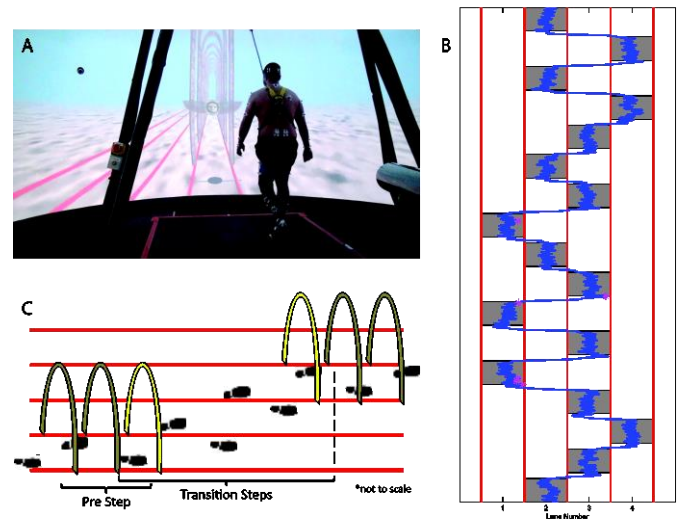 A
B
C
Pre Step
Transition Steps
*not to scale
1 2 3 4
Lane Number